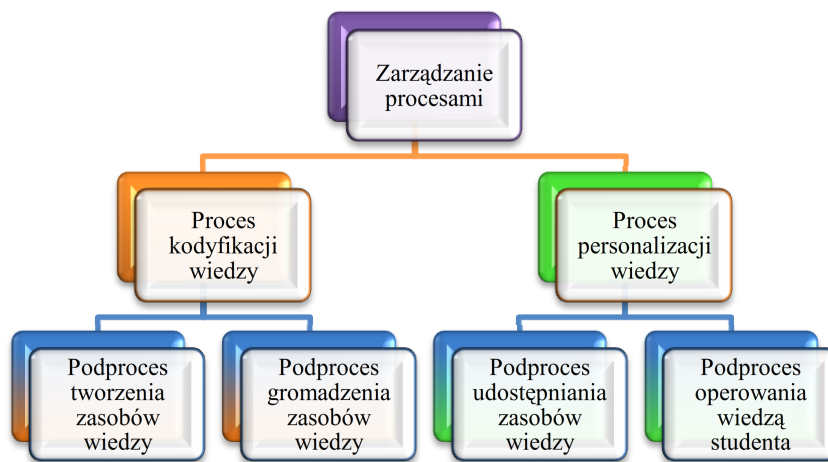 Zarządzanie
procesami
Proces
kodyfikacji
wiedzy
Proces
personalizacji
wiedzy
Podproces
tworzenia
zasobów
wiedzy
Podproces
gromadzenia
zasobów
wiedzy
Podproces
udostępniania
zasobów
wiedzy
Podproces
operowania
wiedzą
studenta